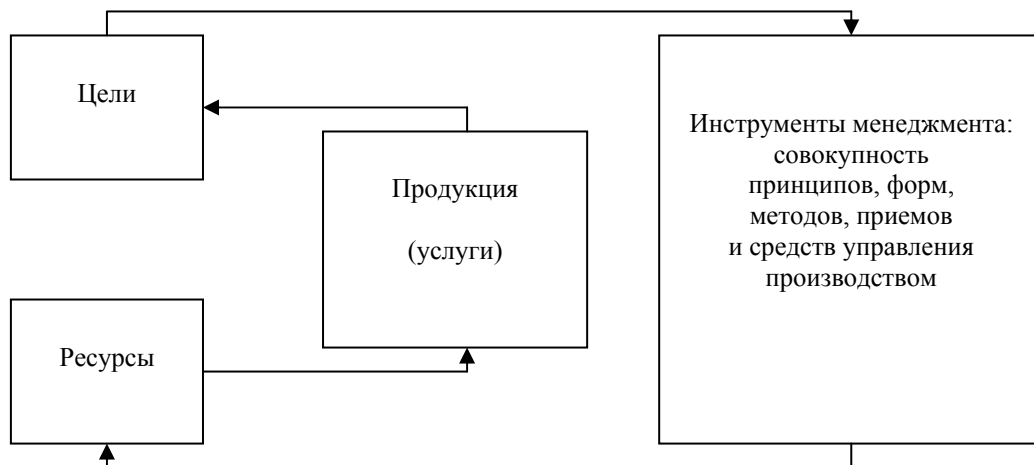 Цели
Продукция
(услуги)
Ресурсы
Инструменты менеджмента:
совокупность
принципов, форм,
методов, приемов
и средств управления
производством